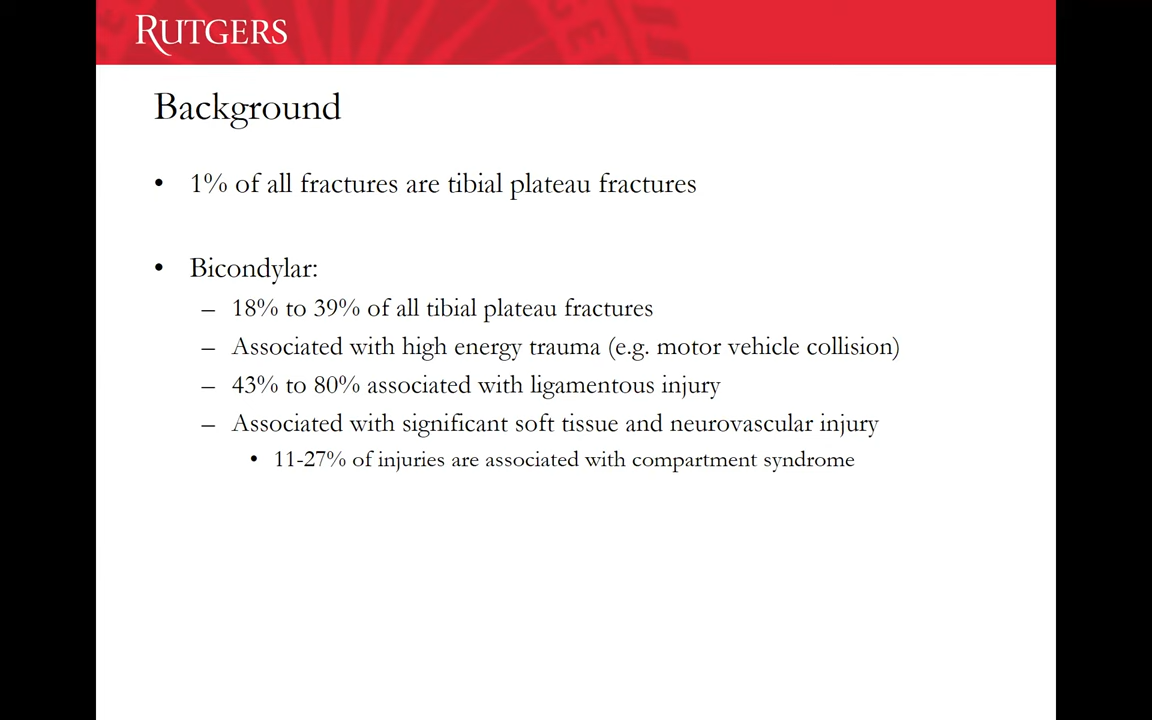 RUTGERS
Background
• 1% of all fractures are tibial plateau fractures
• Bicondylar:
– 18% to 39% of all tibial plateau fractures
– Associated with high energy trauma (e.g. motor vehicle collision)
– 43% to 80% associated with ligamentous injury
– Associated with significant soft tissue and neurovascular injury
• 11-27% of injuries are associated with compartment syndrome